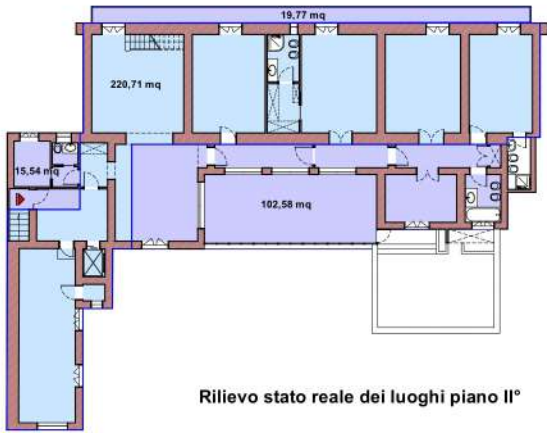 19,77 mq
220,71 mq
15,54 mq
102,58 mq
Rilievo stato reale dei luoghi piano II°